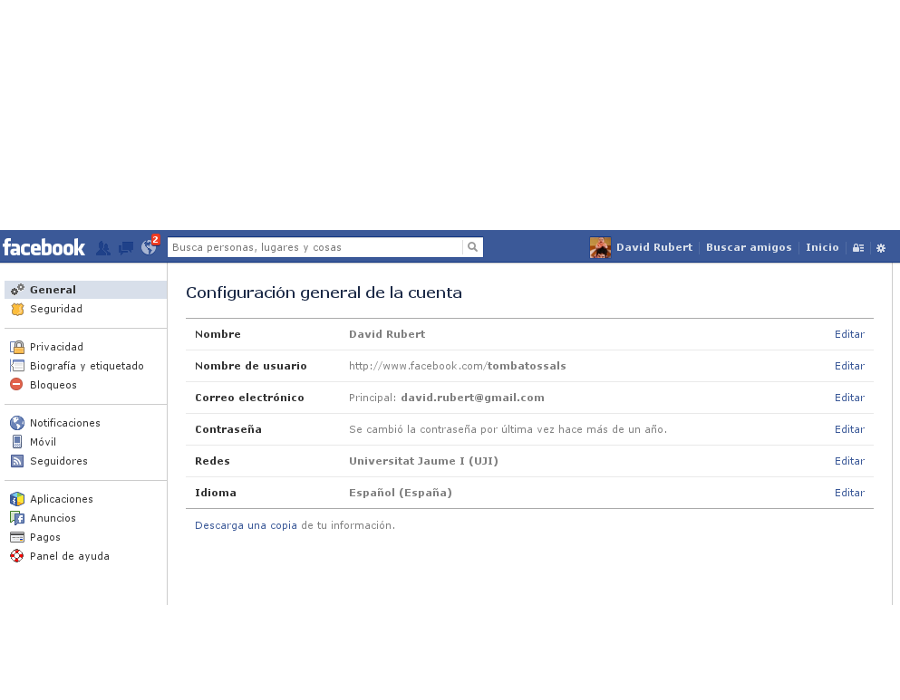 facebook 2 Busca personas, lugares y cosas David Rubert Buscar amigos Inicio
General
Seguridad
Privacidad
Biografía y etiquetado
Bloqueos
Notificaciones
Móvil
Seguidores
Aplicaciones
Anuncios
Pagos
Panel de ayuda
Configuración general de la cuenta
Nombre David Rubert Editar
Nombre de usuario http://www.facebook.com/tombatossals Editar
Correo electrónico Principal: david.rubert@gmail.com Editar
Contraseña Se cambió la contraseña por última vez hace más de un año. Editar
Redes Universitat Jaume I (UJI) Editar
Idioma Español (España) Editar
Descarga una copia de tu información.